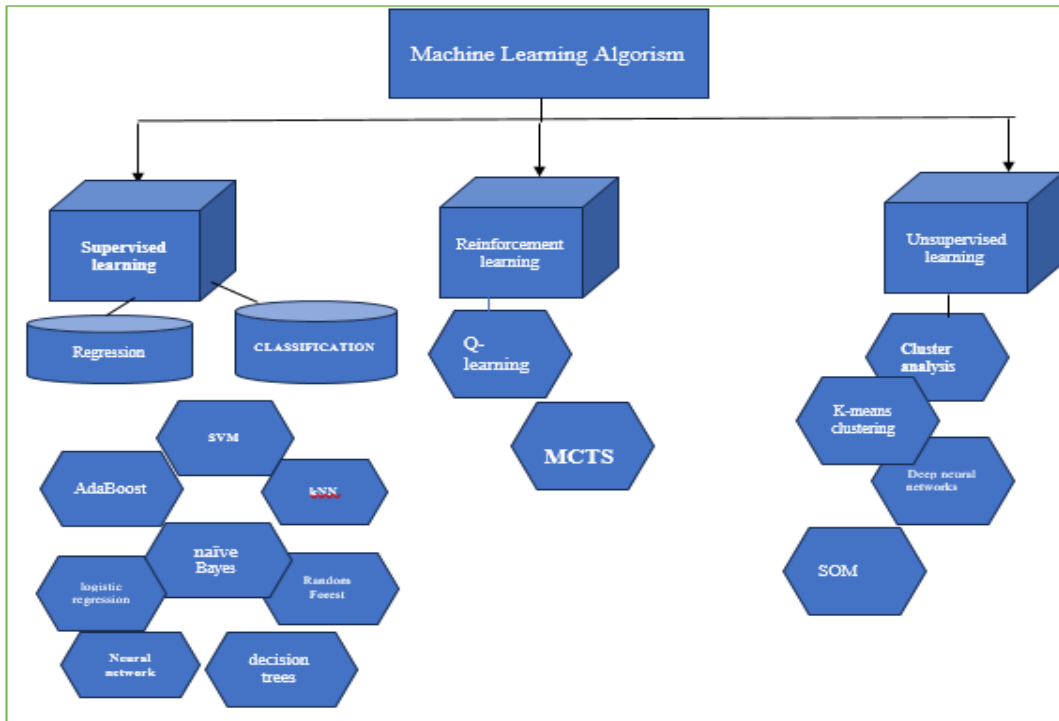 Machine Learning Algorism
Supervised
learning
Reinforcement
learning
Unsupervised
learning
Regression
CLASSIFICATION
Q-
learning
MCTS
Cluster
analysis
K-means
clustering
Deep neural
networks
SOM
SVM
AdaBoost
kNN
naïve
Bayes
logistic
regression
Random
Forest
Neural
network
decision
trees